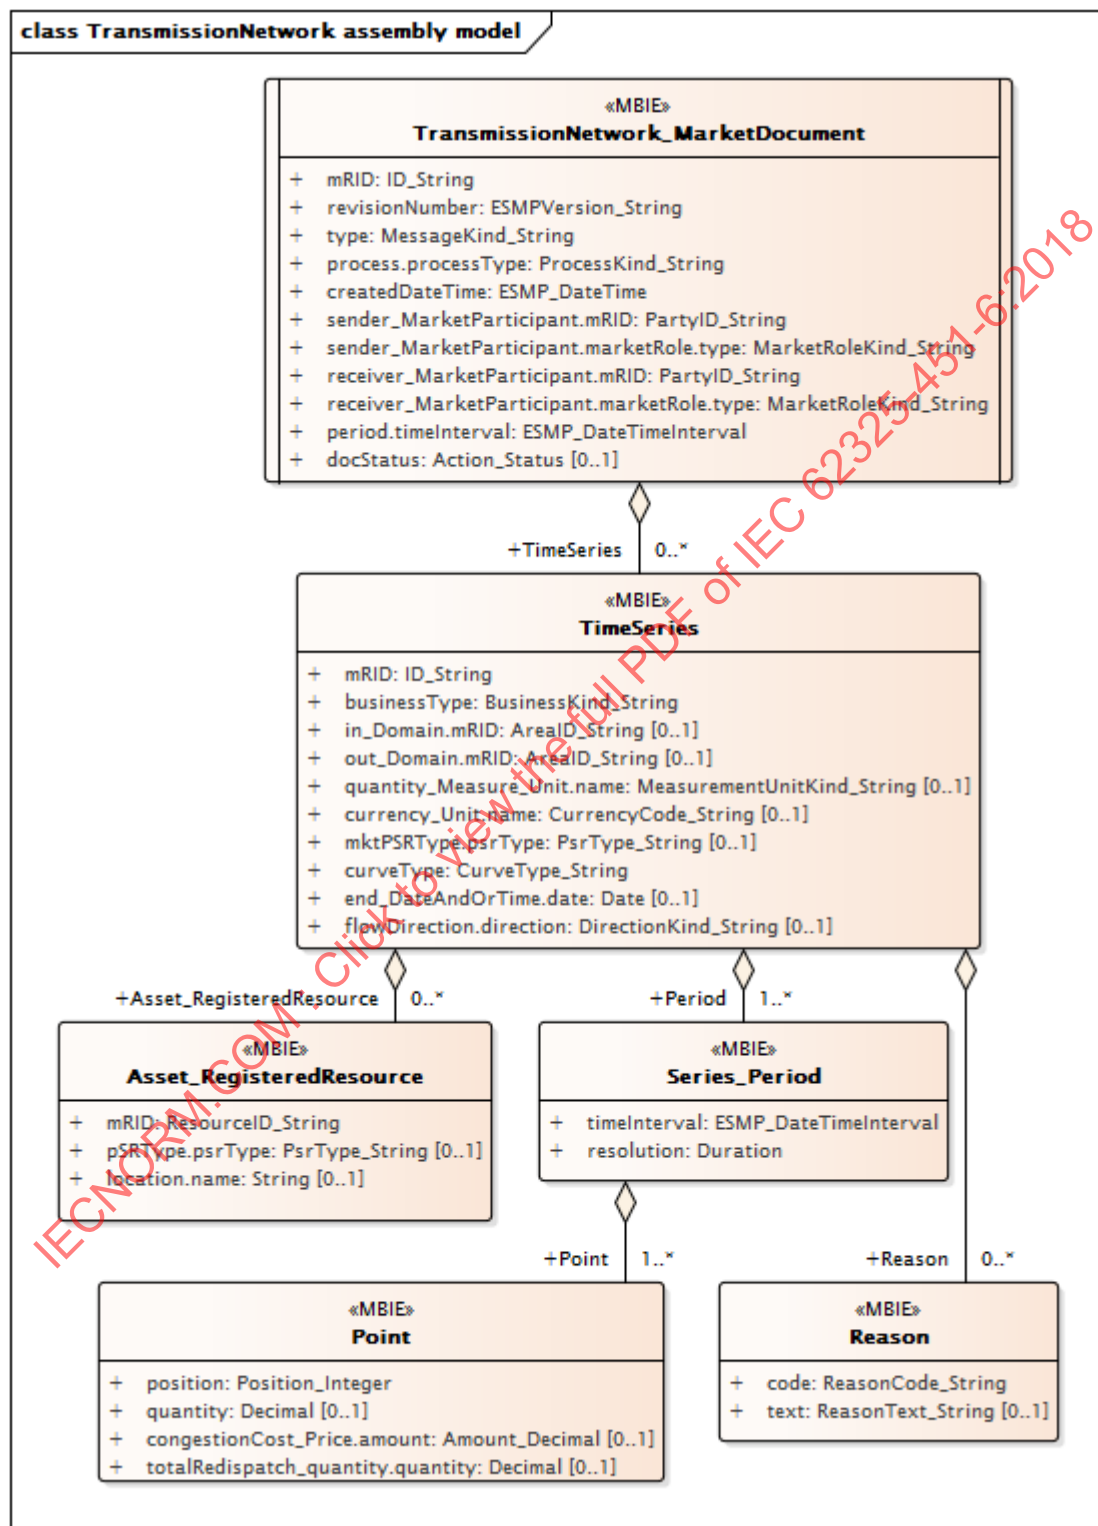 class TransmissionNetwork assembly model
«MBIE»
TransmissionNetwork_MarketDocument
+ mRID: ID_String
+ revisionNumber: ESMPVersion_String
+ type: MessageKind_String
+ process.processType: ProcessKind_String
+ createdDateTime: ESMP_DateTime
+ sender_MarketParticipant.mRID: PartyID_String
+ sender_MarketParticipant.marketRole.type: MarketRoleKind_String
+ receiver_MarketParticipant.mRID: PartyID_String
+ receiver_MarketParticipant.marketRole.type: MarketRoleKind_String
+ period.timeInterval: ESMP_DateTimeInterval
+ docStatus: Action_Status [0..1]
+TimeSeries 0..*
«MBIE»
TimeSeries
+ mRID: ID_String
+ businessType: BusinessKind_String
+ in_Domain.mRID: AreaID_String [0..1]
+ out_Domain.mRID: AreaID_String [0..1]
+ quantity_Measure_Unit.name: MeasurementUnitKind_String [0..1]
+ currency_Unit.name: CurrencyCode_String [0..1]
+ mktPSRType.psrType: PsrType_String [0..1]
+ curveType: CurveType_String
+ end_DateAndOrTime.date: Date [0..1]
+ flowDirection.direction: DirectionKind_String [0..1]
+Asset_RegisteredResource 0..*
+Period 1..*
«MBIE»
Asset_RegisteredResource
+ mRID: ResourceID_String
+ pSRType.psrType: PsrType_String [0..1]
+ location.name: String [0..1]
«MBIE»
Series_Period
+ timeInterval: ESMP_DateTimeInterval
+ resolution: Duration
+Point 1..*
+Reason 0..*
«MBIE»
Point
+ position: Position_Integer
+ quantity: Decimal [0..1]
+ congestionCost_Price.amount: Amount_Decimal [0..1]
+ totalRedispatch_quantity.quantity: Decimal [0..1]
«MBIE»
Reason
+ code: ReasonCode_String
+ text: ReasonText_String [0..1]
IECNORM.COM : Click to view the full PDF of IEC 62325-451-6:2018